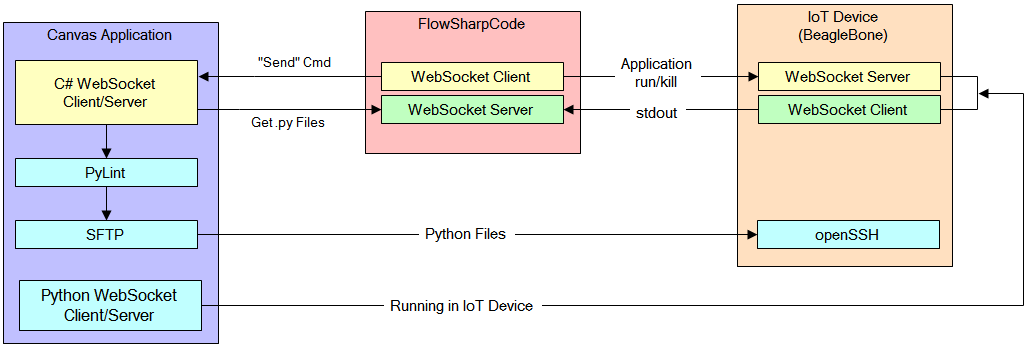 Canvas Application
C# WebSocket
Client/Server
PyLint
SFTP
Python WebSocket
Client/Server
"Send" Cmd
Get .py Files
FlowSharpCode
WebSocket Client
WebSocket Server
Application
run/kill
stdout
IoT Device
(BeagleBone)
WebSocket Server
WebSocket Client
Python Files
openSSH
Running in IoT Device